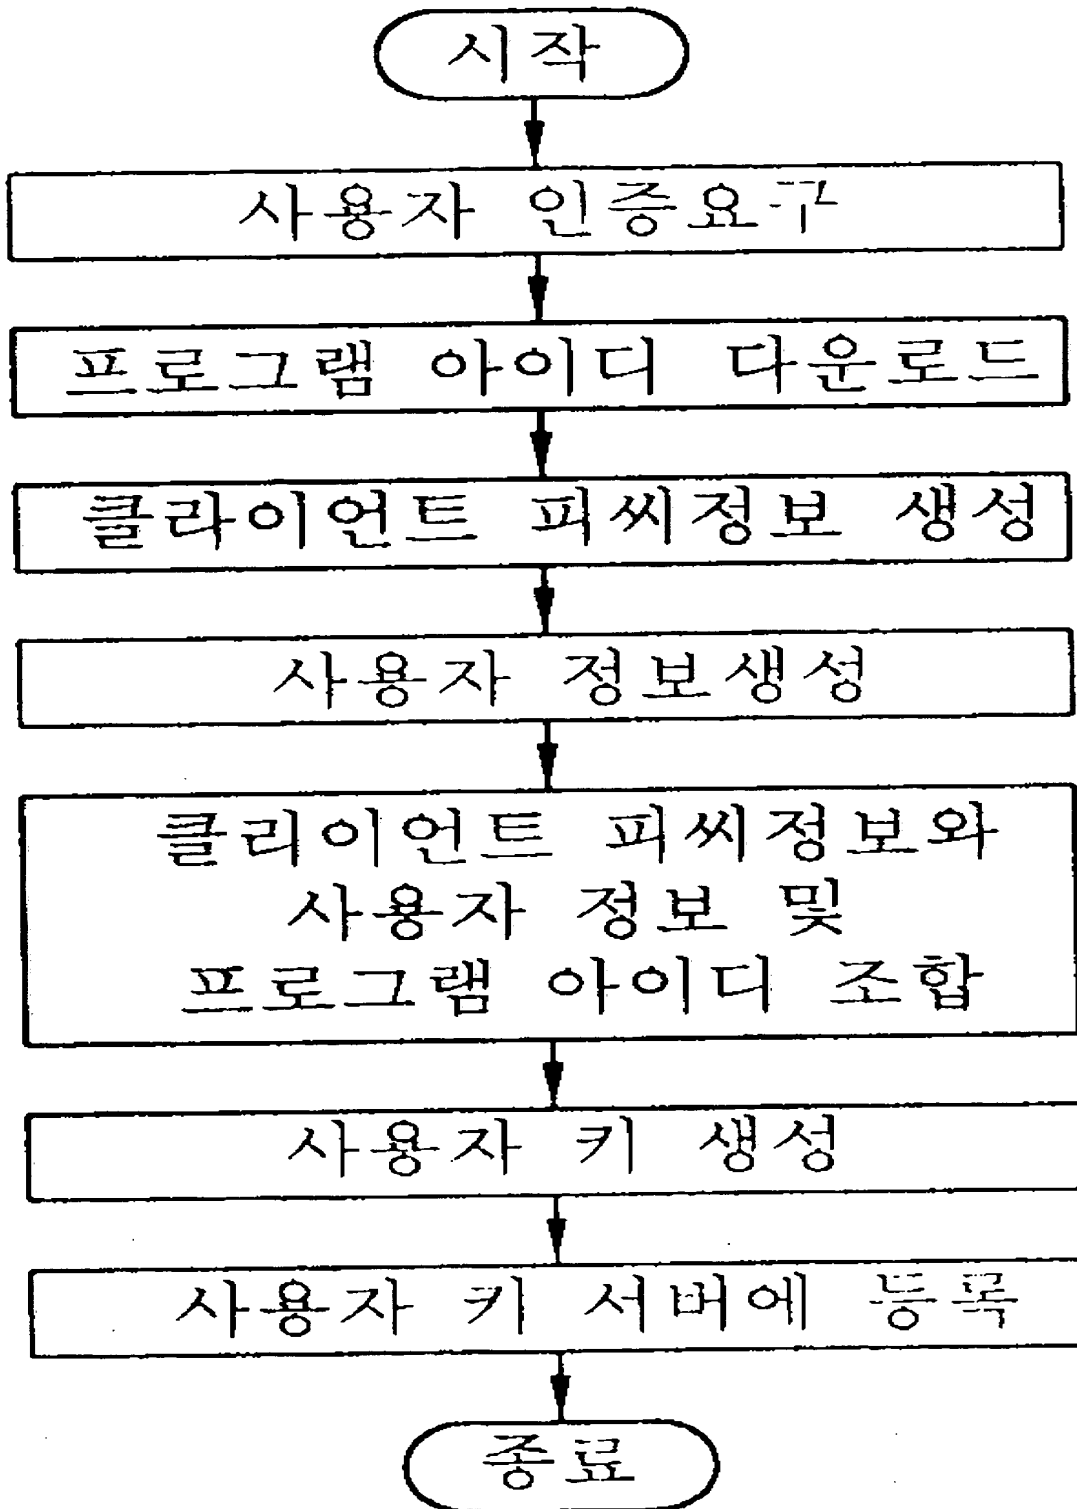 시작
사용자 인증요구
프로그램 아이디 다운로드
클라이언트 피씨정보 생성
사용자 정보생성
클리이언트 피씨정보와
사용자 정보 및
프로그램 아이디 조합
사용자 키 생성
사용자 키 서버에 등록
종료